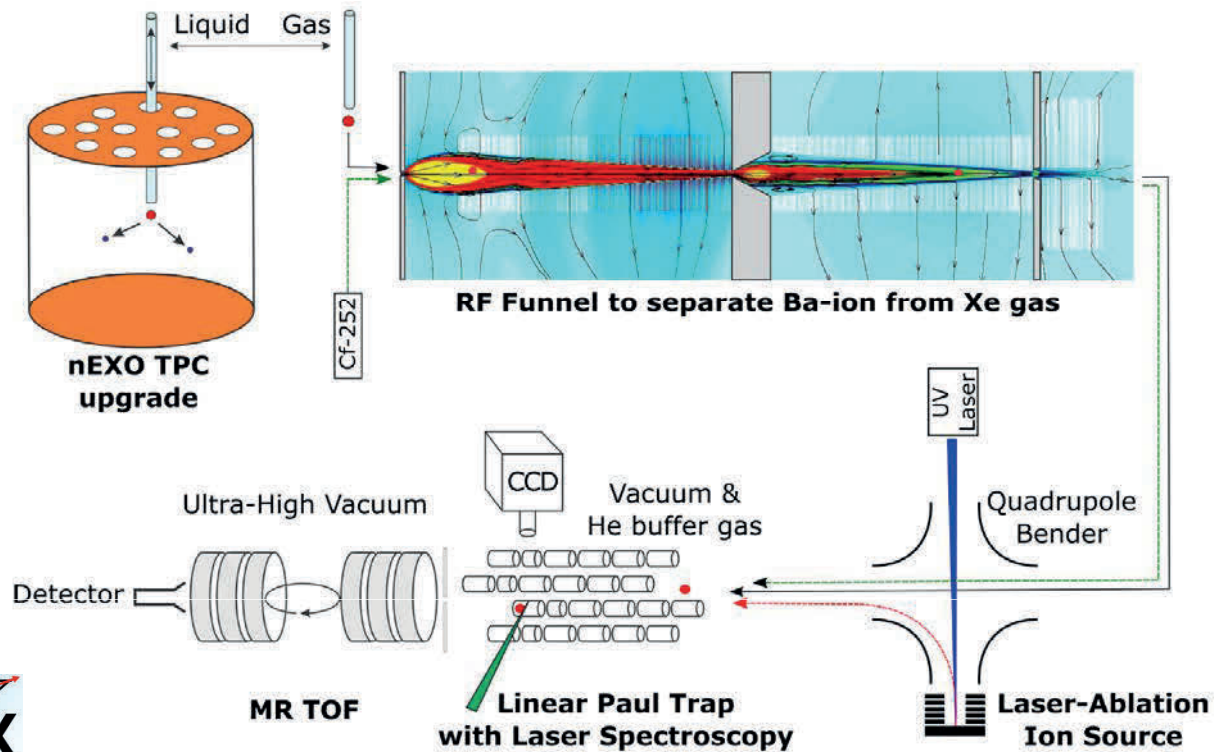 Liquid Gas
nEXO TPC
upgrade
Cf-252
RF Funnel to separate Ba-ion from Xe gas
UV
Laser
Quadrupole
Bender
CCD
Ultra-High Vacuum
Vacuum &
He buffer gas
Detector
MR TOF
Linear Paul Trap
with Laser Spectroscopy
Laser-Ablation
Ion Source
X